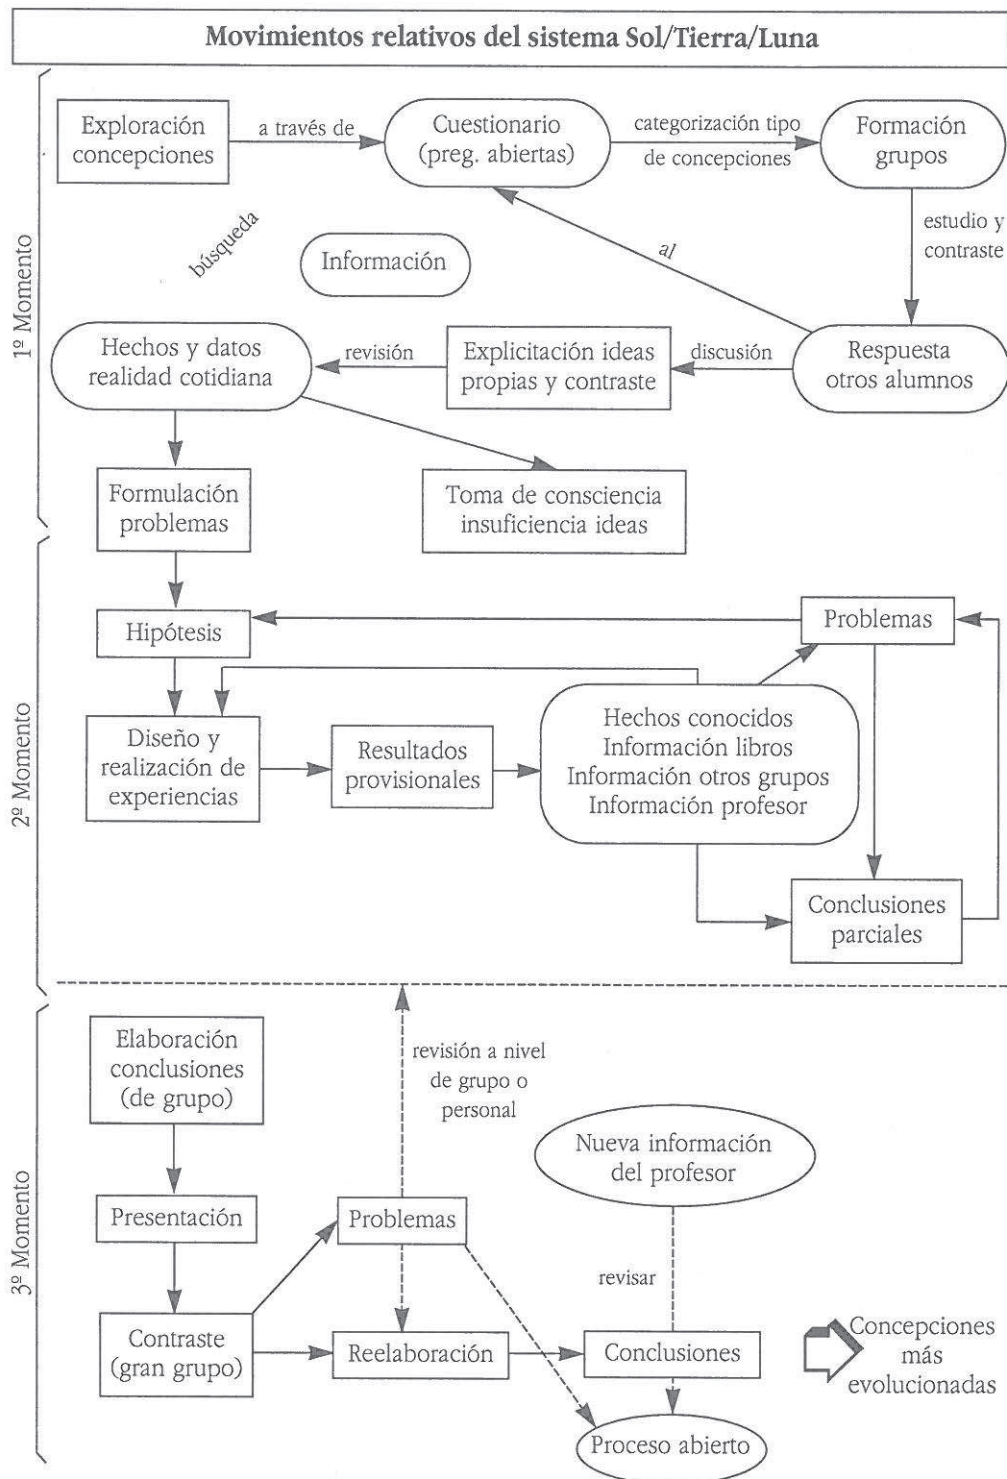 Movimientos relativos del sistema Sol/Tierra/Luna
1º Momento
Exploración
concepciones
a través de
Cuestionario
(preg. abiertas)
categorización tipo
de concepciones
Formación
grupos
estudio y
contraste
búsqueda
Información
al
Hechos y datos
realidad cotidiana
revisión
Explicitación ideas
propias y contraste
discusión
Respuesta
otros alumnos
Formulación
problemas
Toma de consciencia
insuficiencia ideas
2º Momento
Hipótesis
Problemas
Diseño y
realización de
experiencias
Resultados
provisionales
Hechos conocidos
Información libros
Información otros grupos
Información profesor
Conclusiones
parciales
3º Momento
Elaboración
conclusiones
(de grupo)
revisión a nivel
de grupo o
personal
Nueva información
del profesor
Presentación
Problemas
revisar
Contraste
(gran grupo)
Reelaboración
Conclusiones
Concepciones
más
evolucionadas
Proceso abierto